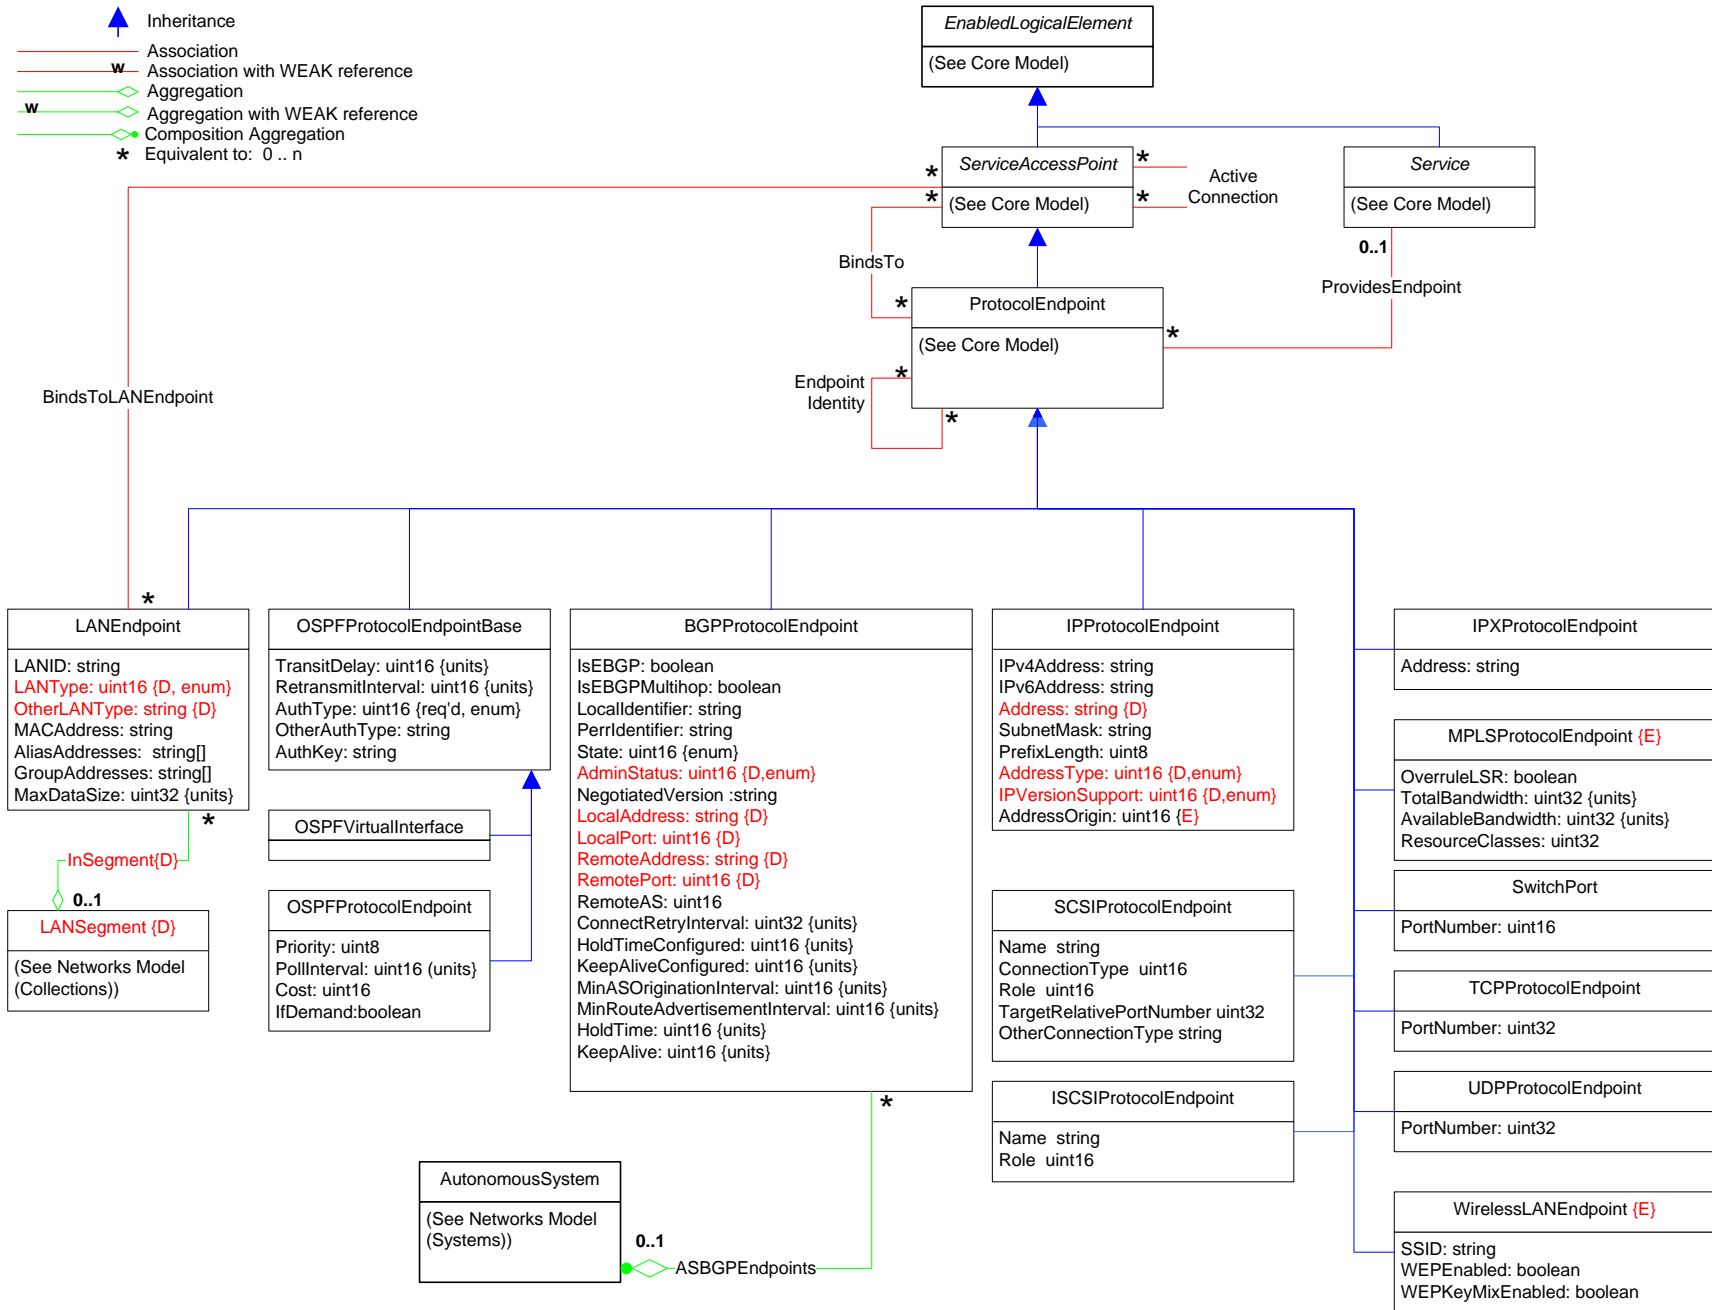 Inheritance
Association
w
Association with WEAK reference
Aggregation
w
Aggregation with WEAK reference
Composition Aggregation
* Equivalent to: 0 .. n
EnabledLogicalElement
(See Core Model)
ServiceAccessPoint
(See Core Model)
*
*
*
*
Active
Connection
Service
(See Core Model)
0..1
ProvidesEndpoint
*
BindsTo
*
ProtocolEndpoint
(See Core Model)
Endpoint
Identity
*
*
BindsToLANEndpoint
*
LANEndpoint
LANID: string
LANType: uint16 {D, enum}
OtherLANType: string {D}
MACAddress: string
AliasAddresses: string[]
GroupAddresses: string[]
MaxDataSize: uint32 {units}
*
InSegment{D}
0..1
LANSegment {D}
(See Networks Model
(Collections))
OSPFProtocolEndpointBase
TransitDelay: uint16 {units}
RetransmitInterval: uint16 {units}
AuthType: uint16 {req'd, enum}
OtherAuthType: string
AuthKey: string
OSPFVirtualInterface
OSPFProtocolEndpoint
Priority: uint8
PollInterval: uint16 (units}
Cost: uint16
IfDemand:boolean
BGPProtocolEndpoint
IsEBGP: boolean
IsEBGPMultihop: boolean
LocalIdentifier: string
PerrIdentifier: string
State: uint16 {enum}
AdminStatus: uint16 {D,enum}
NegotiatedVersion :string
LocalAddress: string {D}
LocalPort: uint16 {D}
RemoteAddress: string {D}
RemotePort: uint16 {D}
RemoteAS: uint16
ConnectRetryInterval: uint32 {units}
HoldTimeConfigured: uint16 {units}
KeepAliveConfigured: uint16 {units}
MinASOriginationInterval: uint16 {units}
MinRouteAdvertisementInterval: uint16 {units}
HoldTime: uint16 {units}
KeepAlive: uint16 {units}
*
AutonomousSystem
(See Networks Model
(Systems))
0..1
ASBGPEndpoints
IPProtocolEndpoint
IPv4Address: string
IPv6Address: string
Address: string {D}
SubnetMask: string
PrefixLength: uint8
AddressType: uint16 {D,enum}
IPVersionSupport: uint16 {D,enum}
AddressOrigin: uint16 {E}
SCSIProtocolEndpoint
Name string
ConnectionType uint16
Role uint16
TargetRelativePortNumber uint32
OtherConnectionType string
ISCSIProtocolEndpoint
Name string
Role uint16
IPXProtocolEndpoint
Address: string
MPLSProtocolEndpoint {E}
OverruleLSR: boolean
TotalBandwidth: uint32 {units}
AvailableBandwidth: uint32 {units}
ResourceClasses: uint32
SwitchPort
PortNumber: uint16
TCPProtocolEndpoint
PortNumber: uint32
UDPProtocolEndpoint
PortNumber: uint32
WirelessLANEndpoint {E}
SSID: string
WEPEnabled: boolean
WEPKeyMixEnabled: boolean